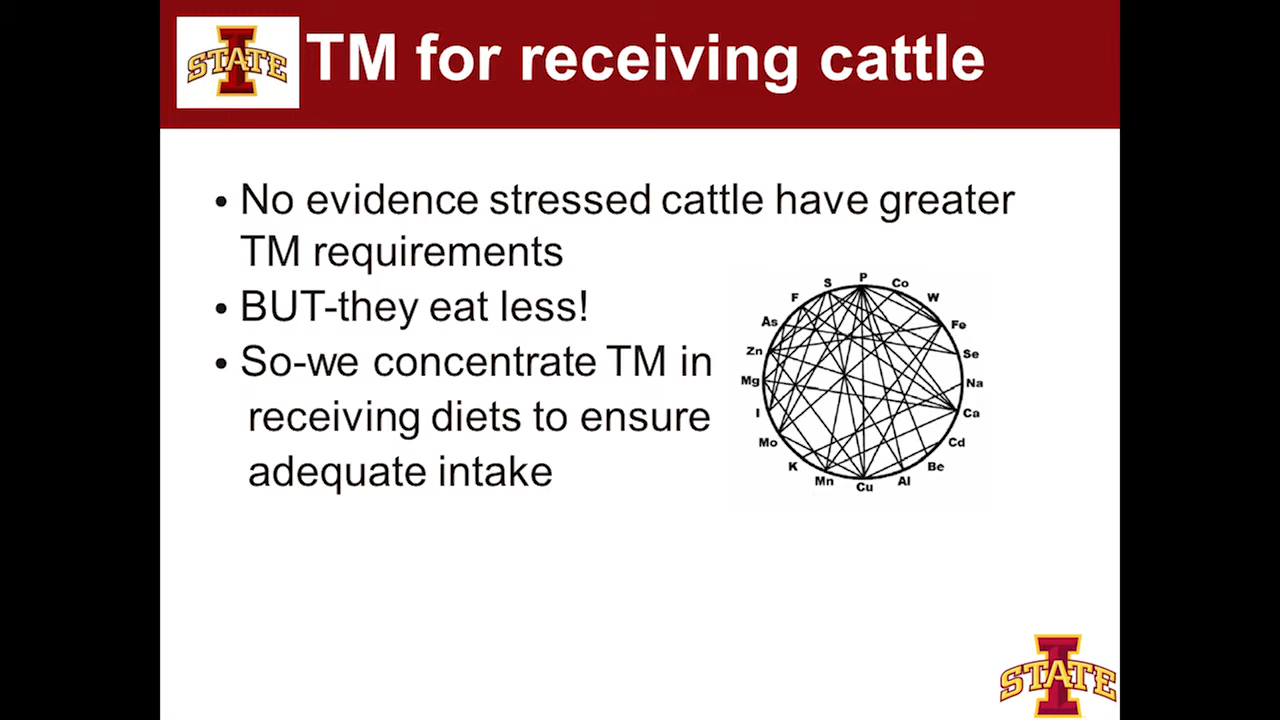 STATE
TM for receiving cattle
• No evidence stressed cattle have greater
TM requirements
• BUT-they eat less!
• So-we concentrate TM in
receiving diets to ensure
adequate intake
P
Co
W
Fe
Se
Na
Ca
Cd
Be
Al
Cu
Mn
K
Mo
I
Mg
Zn
As
F
S
STATE